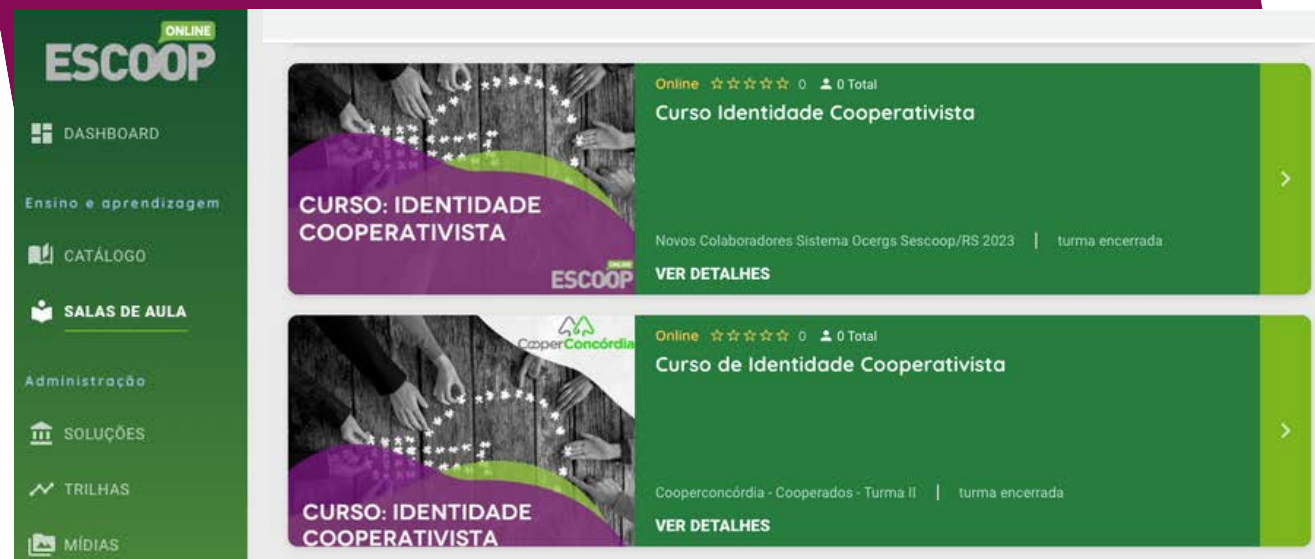 ONLINE
ESCOOP
DASHBOARD
Ensino e aprendizagem
CATÁLOGO
SALAS DE AULA
Administração
SOLUÇÕES
TRILHAS
MÍDIAS
CURSO: IDENTIDADE
COOPERATIVISTA
ONLINE
ESCOOP
Online 0 0 Total
Curso Identidade Cooperativista
Novos Colaboradores Sistema Ocergs Sescoop/RS 2023 | turma encerrada
VER DETALHES
CooperConcórdia
CURSO: IDENTIDADE
COOPERATIVISTA
Online 0 0 Total
Curso de Identidade Cooperativista
Cooperconcórdia - Cooperados - Turma II | turma encerrada
VER DETALHES